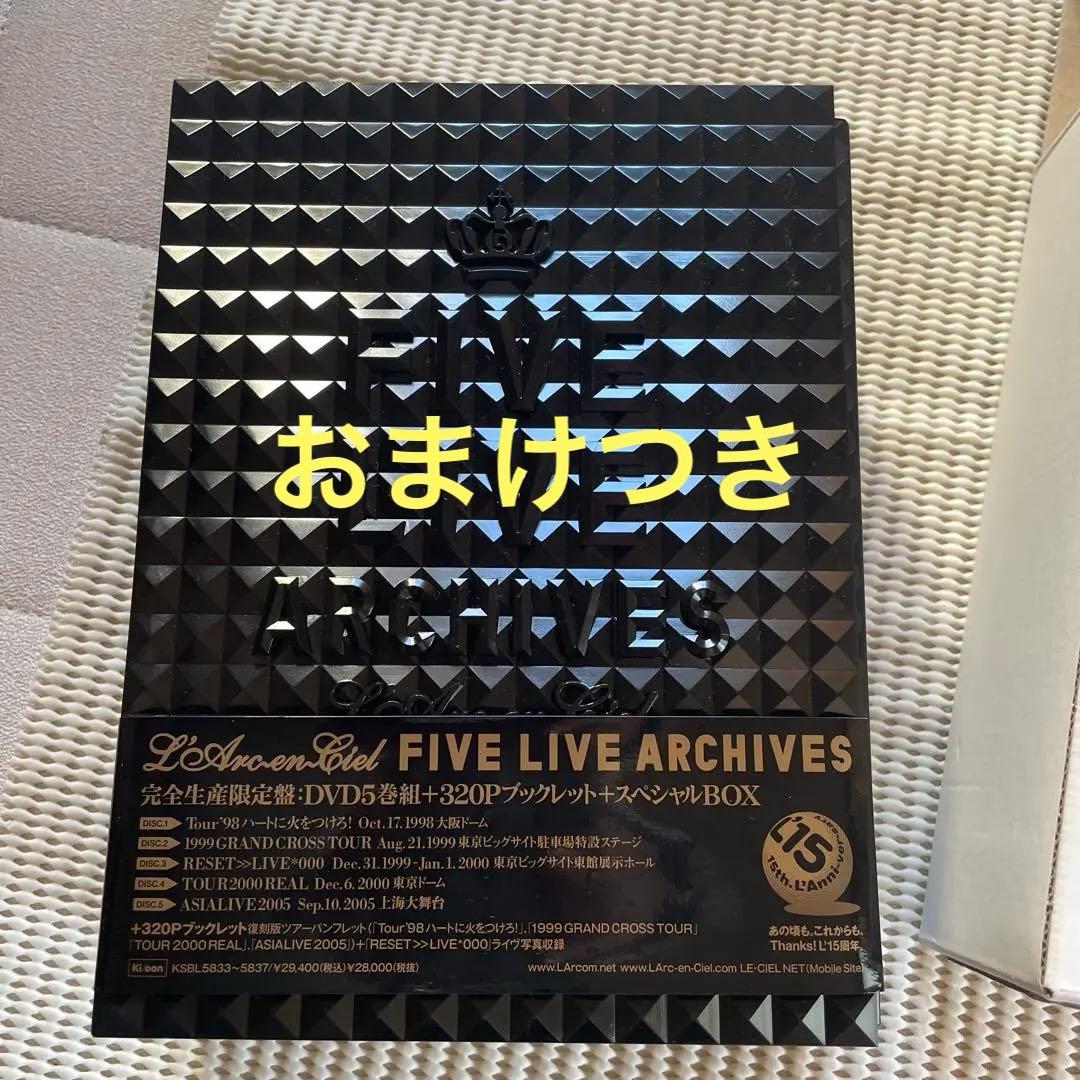 FIVE
おまけつき
LIVE
ARCHIVES
L'Arc-en-Ciel
L'Arc-en-Ciel FIVE LIVE ARCHIVES
完全生産限定盤:DVD5巻組+320Pブックレット+スペシャルBOX
DISC.1 Tour'98 ハートに火をつけろ! Oct.17.1998 大阪ドーム
DISC.2 1999 GRAND CROSS TOUR Aug.21.1999 東京ビッグサイト駐車場特設ステージ
DISC.3 RESET>>LIVE*000 Dec.31.1999-Jan.1.2000 東京ビッグサイト東館展示ホール
DISC.4 TOUR 2000 REAL Dec.6.2000 東京ドーム
DISC.5 ASIALIVE 2005 Sep.10.2005 上海大舞台
L'15
15th. L'Anniversary
あの頃も。これからも。
Thanks! L'15周年。
+320Pブックレット 復刻版ツアーパンフレット(「Tour'98 ハートに火をつけろ!」、「1999 GRAND CROSS TOUR」
「TOUR 2000 REAL」、「ASIALIVE 2005」)+「RESET>>LIVE*000」ライヴ写真収録
Ki/oon KSBL5833~5837/¥29,400(税込)¥28,000(税抜)
www.LArcom.net www.LArc-en-Ciel.com LE-CIEL NET(Mobile Site)